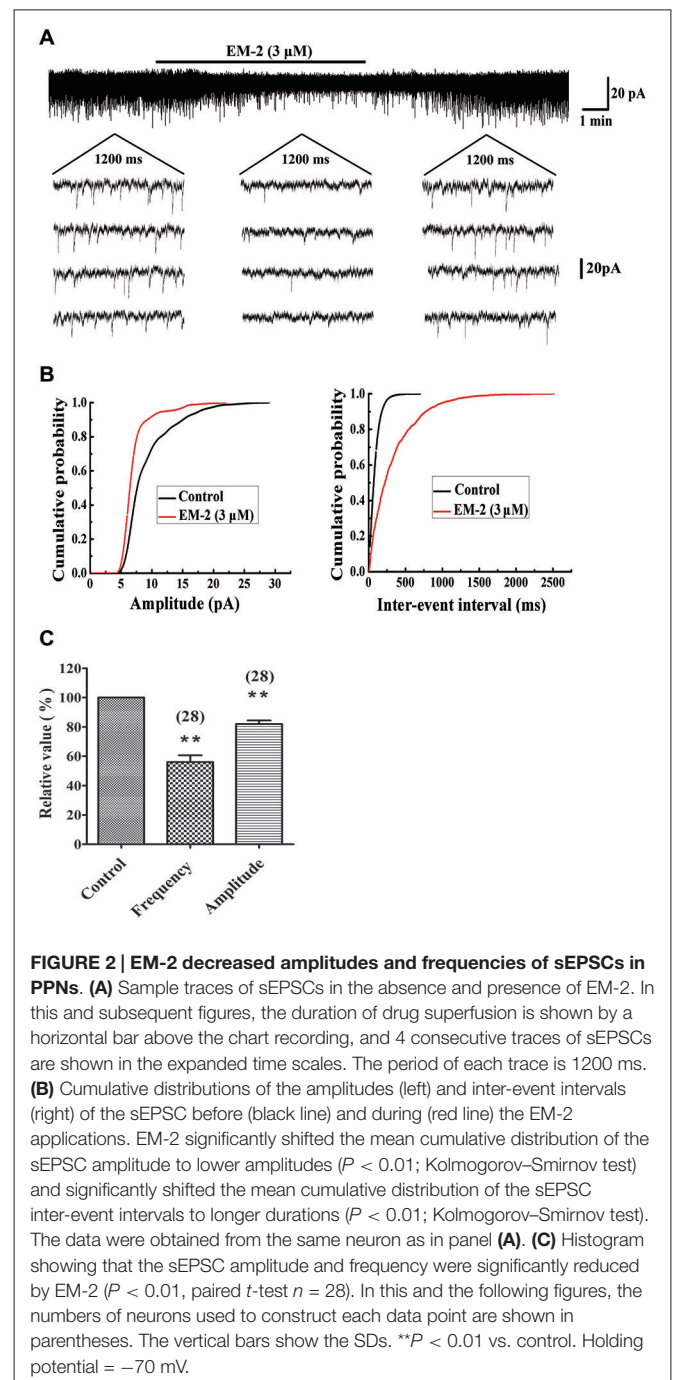 A
EM-2 (3 µM)
20 pA
1 min
1200 ms
1200 ms
1200 ms
20pA
B
Cumulative probability
1.0
0.8
0.6
0.4
0.2
0.0
Control
EM-2 (3 µM)
0 5 10 15 20 25 30
Amplitude (pA)
Cumulative probability
1.0
0.8
0.6
0.4
0.2
0.0
Control
EM-2 (3 µM)
0 500 1000 1500 2000 2500
Inter-event interval (ms)
C
Relative value ( % )
120
100
80
60
40
20
0
(28)
**
(28)
**
Control
Frequency
Amplitude
FIGURE 2 | EM-2 decreased amplitudes and frequencies of sEPSCs in
PPNs. (A) Sample traces of sEPSCs in the absence and presence of EM-2. In
this and subsequent figures, the duration of drug superfusion is shown by a
horizontal bar above the chart recording, and 4 consecutive traces of sEPSCs
are shown in the expanded time scales. The period of each trace is 1200 ms.
(B) Cumulative distributions of the amplitudes (left) and inter-event intervals
(right) of the sEPSC before (black line) and during (red line) the EM-2
applications. EM-2 significantly shifted the mean cumulative distribution of the
sEPSC amplitude to lower amplitudes (P < 0.01; Kolmogorov–Smirnov test)
and significantly shifted the mean cumulative distribution of the sEPSC
inter-event intervals to longer durations (P < 0.01; Kolmogorov–Smirnov test).
The data were obtained from the same neuron as in panel (A). (C) Histogram
showing that the sEPSC amplitude and frequency were significantly reduced
by EM-2 (P < 0.01, paired t-test n = 28). In this and the following figures, the
numbers of neurons used to construct each data point are shown in
parentheses. The vertical bars show the SDs. **P < 0.01 vs. control. Holding
potential = −70 mV.